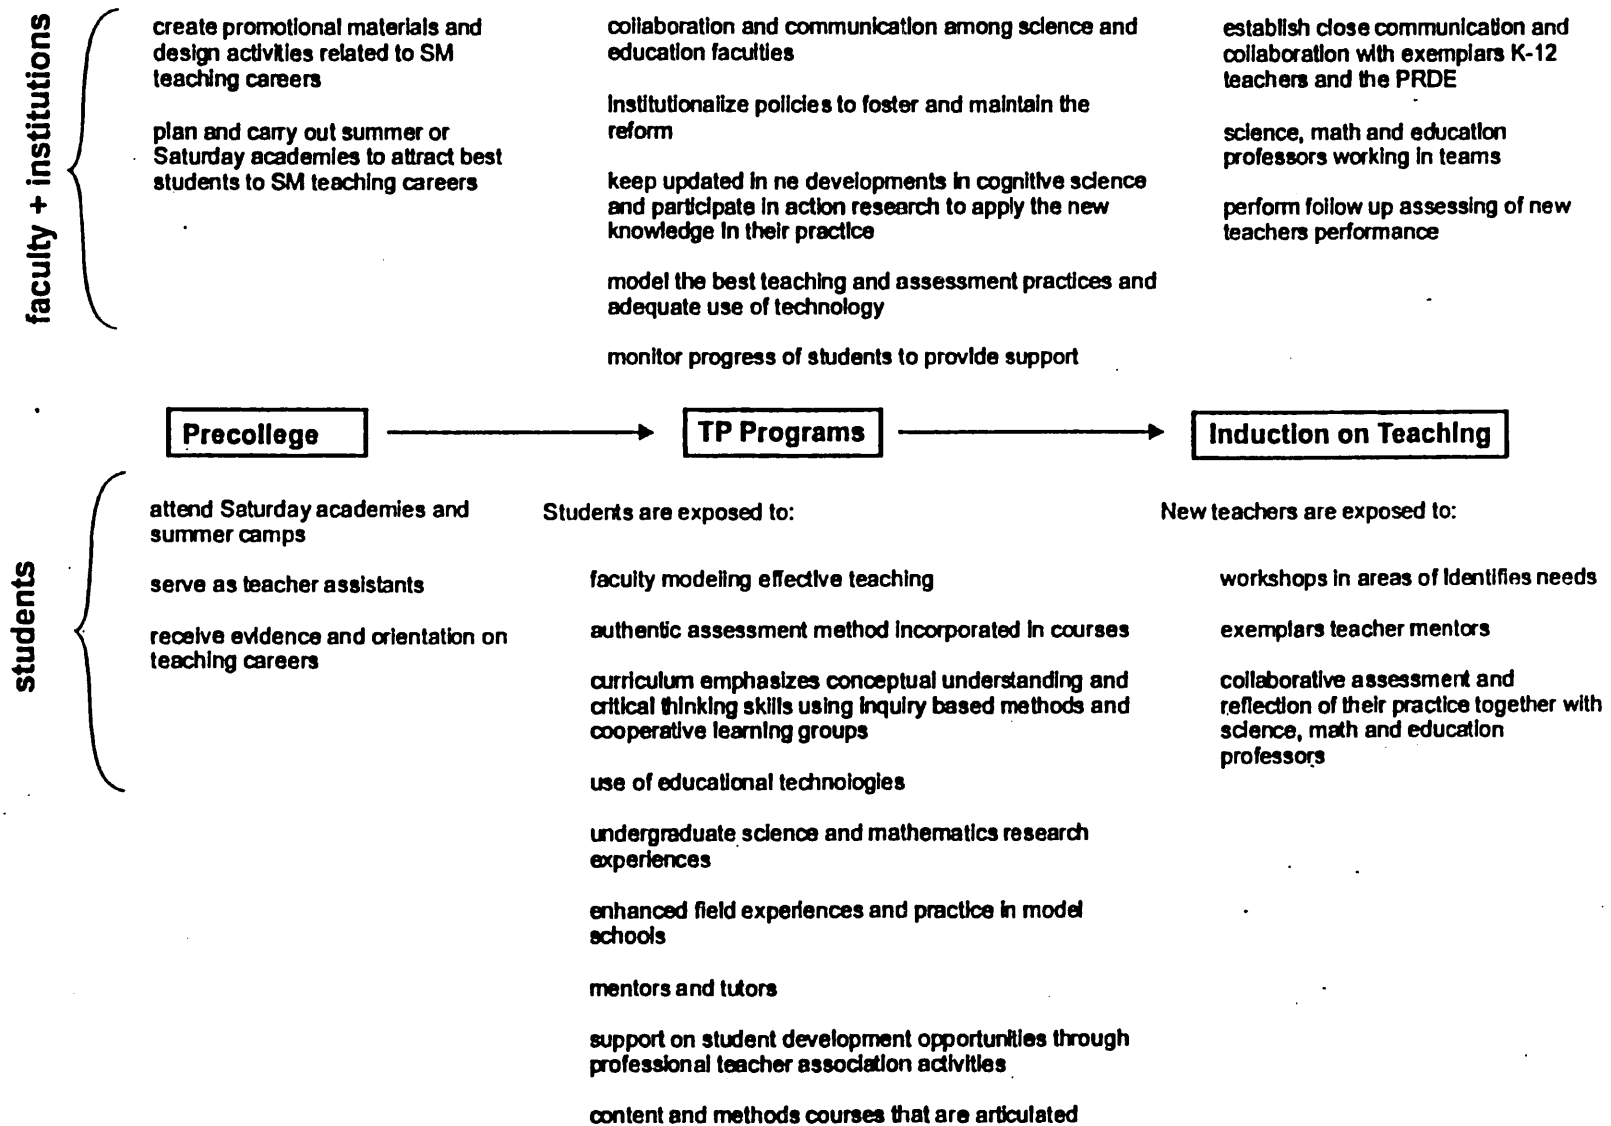 faculty + institutions
create promotional materials and
design activities related to SM
teaching careers
plan and carry out summer or
Saturday academies to attract best
students to SM teaching careers
collaboration and communication among science and
education faculties
institutionalize policies to foster and maintain the
reform
keep updated in ne developments in cognitive science
and participate in action research to apply the new
knowledge in their practice
model the best teaching and assessment practices and
adequate use of technology
monitor progress of students to provide support
establish close communication and
collaboration with exemplars K-12
teachers and the PRDE
science, math and education
professors working in teams
perform follow up assessing of new
teachers performance
Precollege
TP Programs
Induction on Teaching
students
attend Saturday academies and
summer camps
serve as teacher assistants
receive evidence and orientation on
teaching careers
Students are exposed to:
faculty modeling effective teaching
authentic assessment method incorporated in courses
curriculum emphasizes conceptual understanding and
critical thinking skills using inquiry based methods and
cooperative learning groups
use of educational technologies
undergraduate science and mathematics research
experiences
enhanced field experiences and practice in model
schools
mentors and tutors
support on student development opportunities through
professional teacher association activities
content and methods courses that are articulated
New teachers are exposed to:
workshops in areas of identifies needs
exemplars teacher mentors
collaborative assessment and
reflection of their practice together with
science, math and education
professors